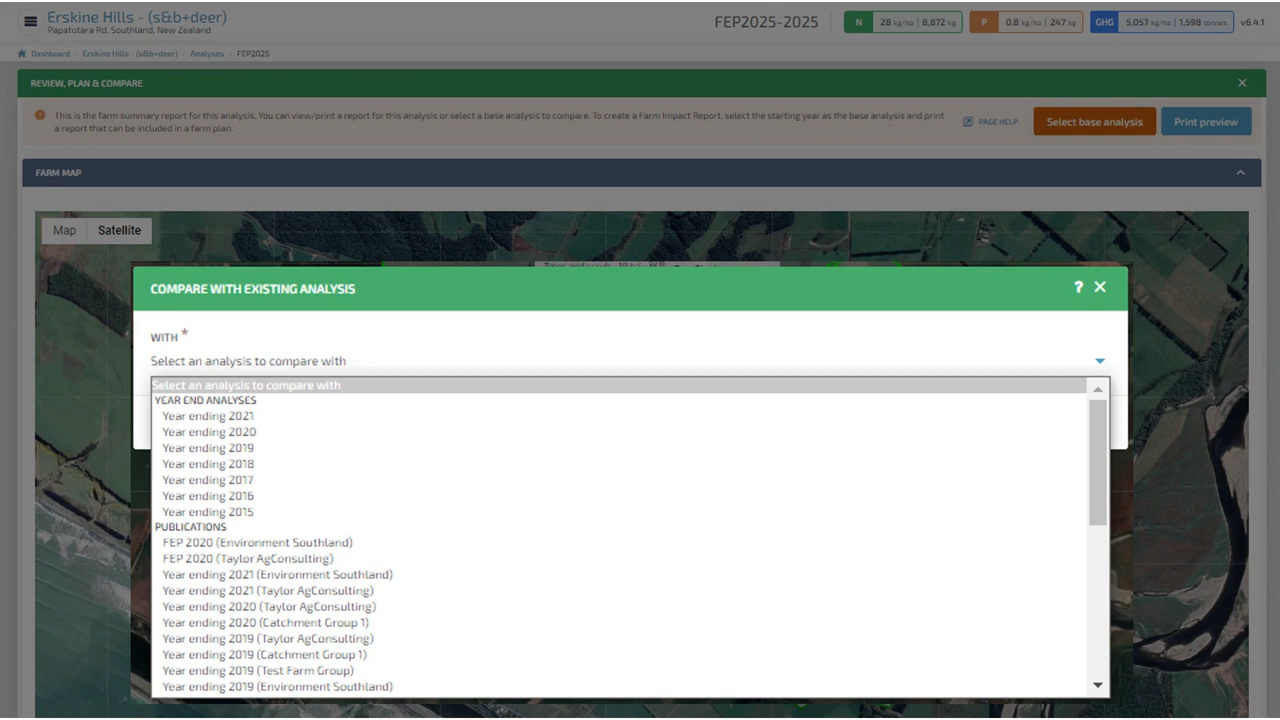 Erskine Hills - (s&b+deer)
Papatotara Rd, Southland, New Zealand
FEP2025-2025
N 28 kg/ha | 8,872 kg
P 0.8 kg/ha | 247 kg
GHG 5,057 kg/ha | 1,598 tonnes
v6.4.1
Dashboard / Erskine Hills - (s&b+deer) / Analyses / FEP2025
REVIEW, PLAN & COMPARE
This is the farm summary report for this analysis. You can view/print a report for this analysis or select a base analysis to compare. To create a Farm Impact Report, select the starting year as the base analysis and print
a report that can be included in a farm plan.
PAGE HELP
Select base analysis
Print preview
FARM MAP
Map
Satellite
COMPARE WITH EXISTING ANALYSIS
?
WITH *
Select an analysis to compare with
Select an analysis to compare with
YEAR END ANALYSES
Year ending 2021
Year ending 2020
Year ending 2019
Year ending 2018
Year ending 2017
Year ending 2016
Year ending 2015
PUBLICATIONS
FEP 2020 (Environment Southland)
FEP 2020 (Taylor AgConsulting)
Year ending 2021 (Environment Southland)
Year ending 2021 (Taylor AgConsulting)
Year ending 2020 (Taylor AgConsulting)
Year ending 2020 (Catchment Group 1)
Year ending 2019 (Taylor AgConsulting)
Year ending 2019 (Catchment Group 1)
Year ending 2019 (Test Farm Group)
Year ending 2019 (Environment Southland)